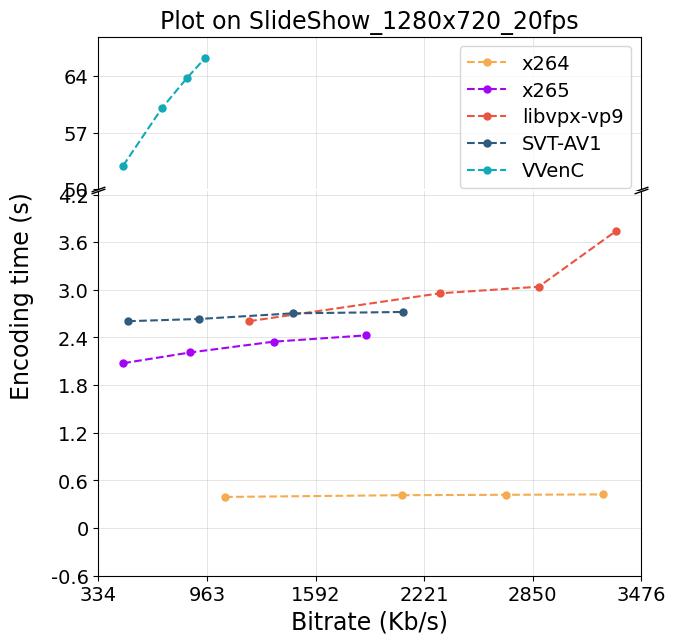 Plot on SlideShow_1280x720_20fps
x264
x265
libvpx-vp9
SVT-AV1
VVenC
64
57
50
4.2
3.6
3.0
2.4
1.8
1.2
0.6
0
-0.6
Encoding time (s)
334 963 1592 2221 2850 3476
Bitrate (Kb/s)